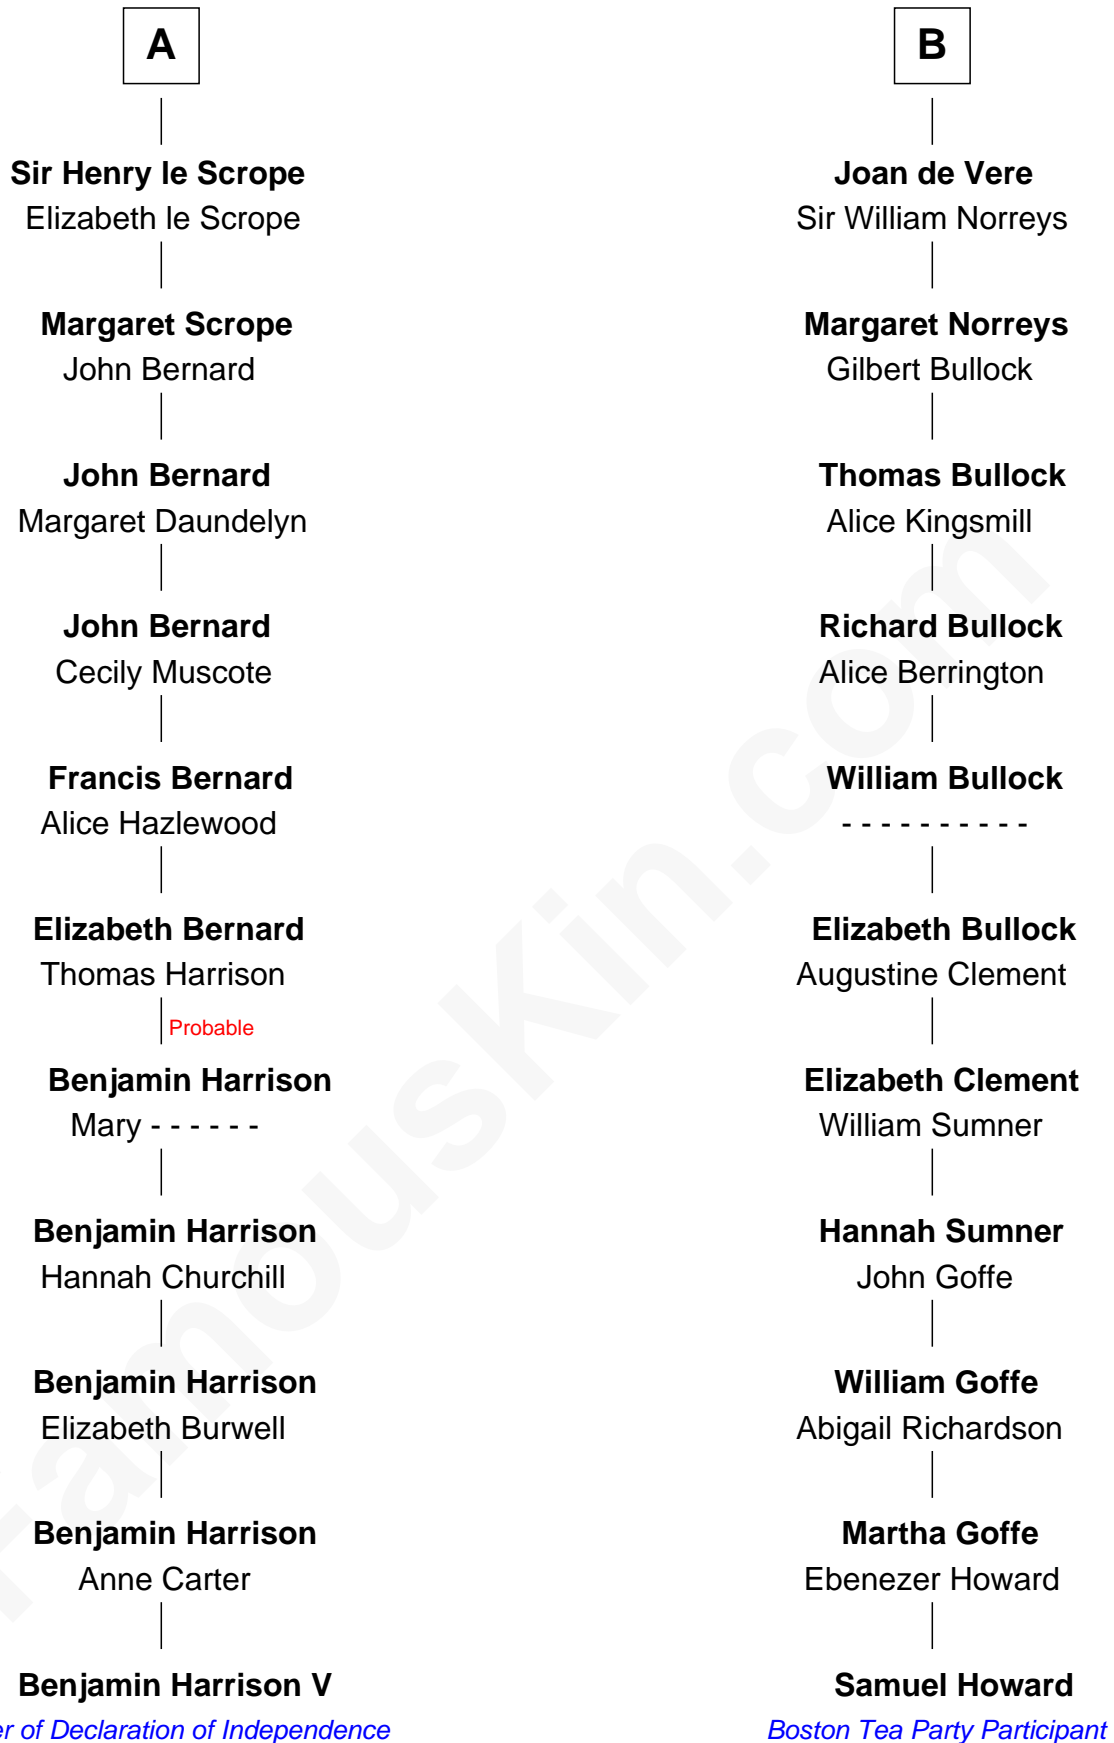 A
B
Sir Henry le Scrope
Elizabeth le Scrope
Joan de Vere
Sir William Norreys
Margaret Scrope
John Bernard
Margaret Norreys
Gilbert Bullock
John Bernard
Margaret Daundelyn
Thomas Bullock
Alice Kingsmill
John Bernard
Cecily Muscote
Richard Bullock
Alice Berrington
Francis Bernard
Alice Hazlewood
William Bullock
- - - - - - - - - -
Elizabeth Bernard
Thomas Harrison
Elizabeth Bullock
Augustine Clement
Probable
Benjamin Harrison
Mary - - - - - -
Elizabeth Clement
William Sumner
Benjamin Harrison
Hannah Churchill
Hannah Sumner
John Goffe
Benjamin Harrison
Elizabeth Burwell
William Goffe
Abigail Richardson
Benjamin Harrison
Anne Carter
Martha Goffe
Ebenezer Howard
Benjamin Harrison V
er of Declaration of Independence
Samuel Howard
Boston Tea Party Participant
FamousKin.com